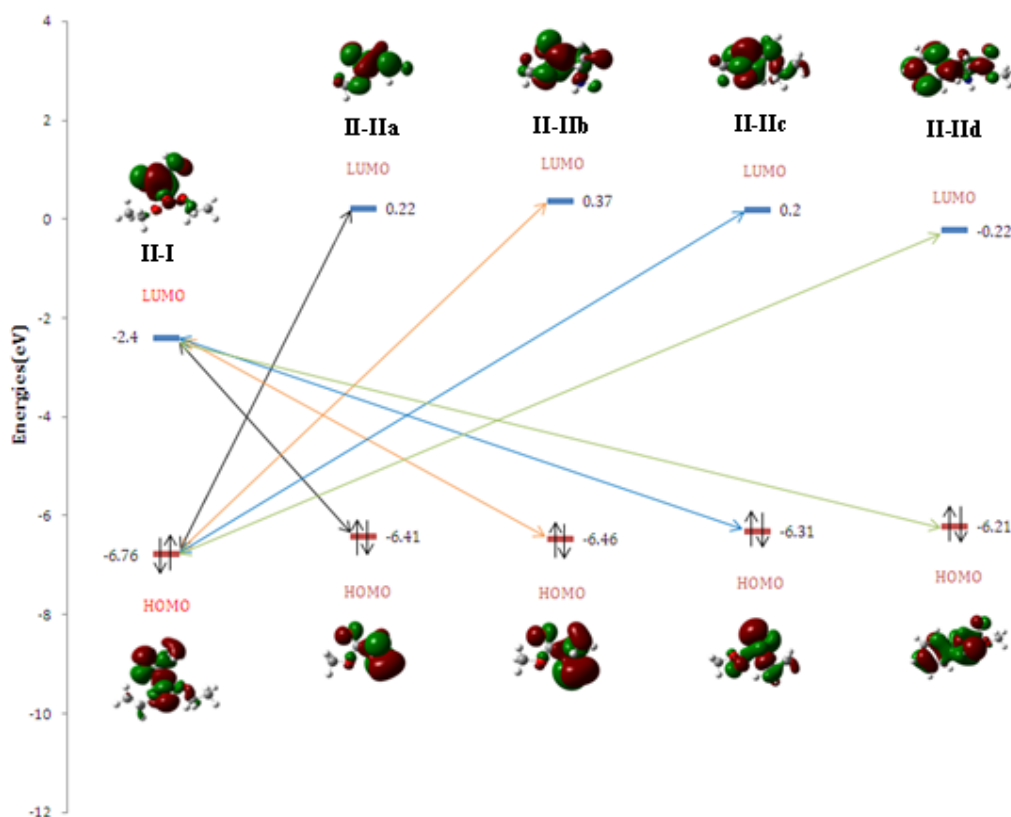 4
2
0
-2
-4
-6
-8
-10
-12
Energies(eV)
II-I
LUMO
-2.4
-6.76
HOMO
II-IIa
LUMO
0.22
-6.41
HOMO
II-IIb
LUMO
0.37
-6.46
HOMO
II-IIc
LUMO
0.2
-6.31
HOMO
II-IId
LUMO
-0.22
-6.21
HOMO